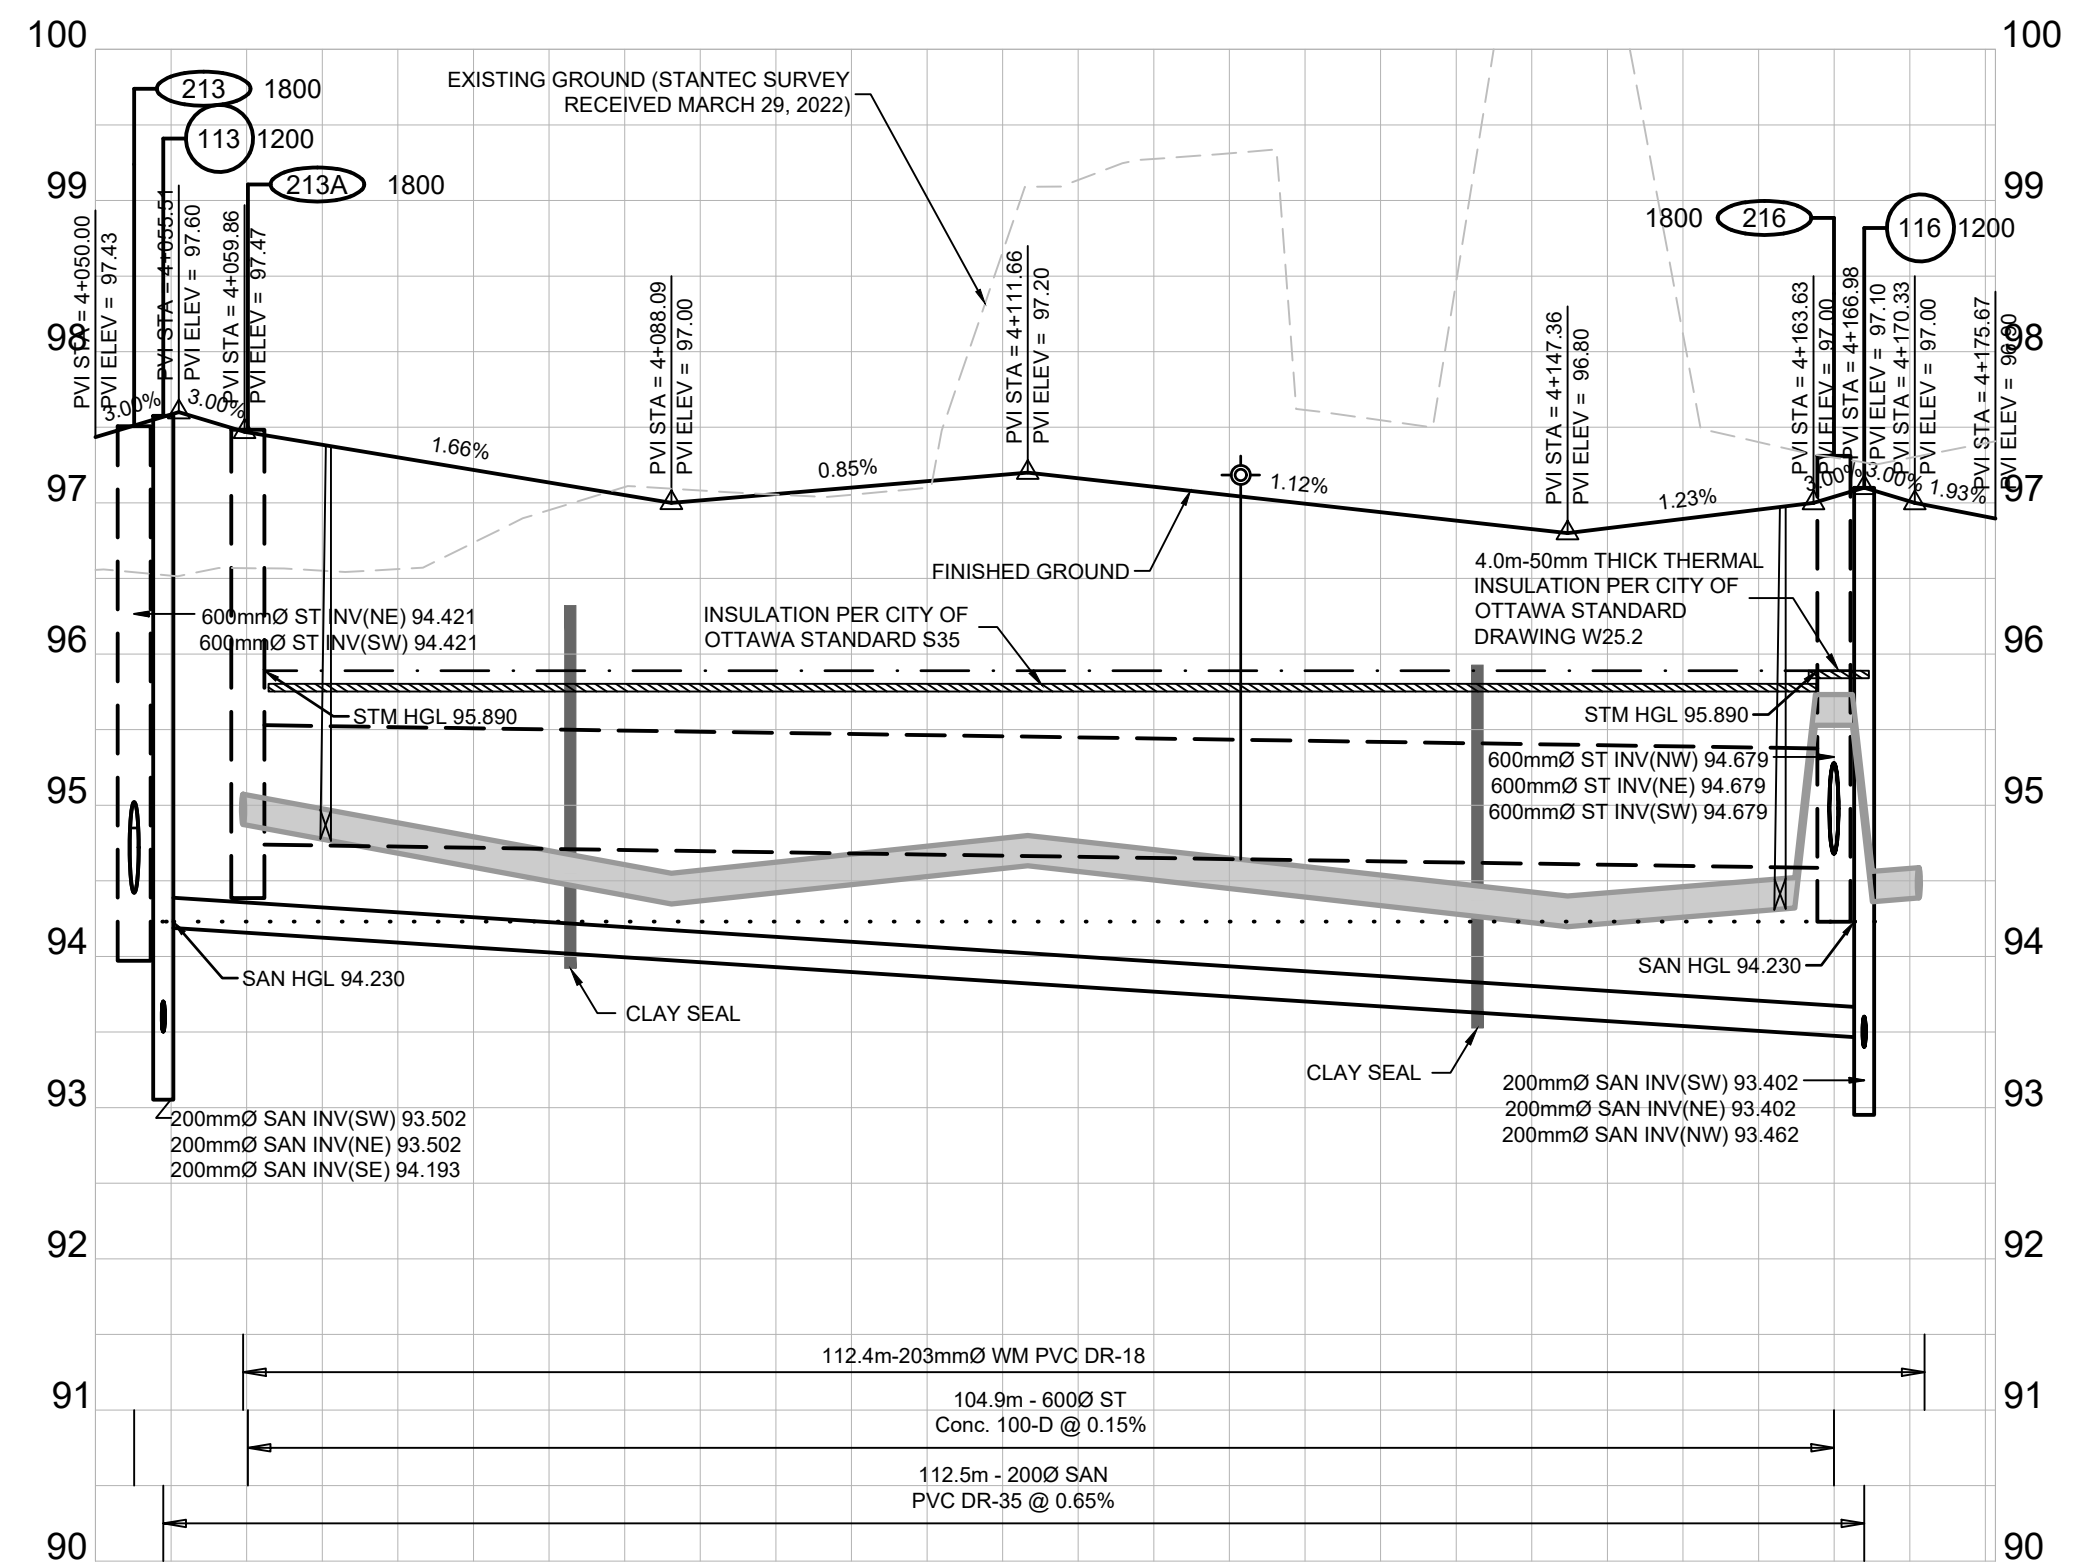 100
100
EXISTING GROUND (STANTEC SURVEY
RECEIVED MARCH 29, 2022)
213 1800
113 1200
213A 1800
99
99
1800 216
116 1200
PVI STA = 4+050.00
PVI ELEV = 97.43
PVI STA = 4+055.51
PVI ELEV = 97.60
PVI STA = 4+059.86
PVI ELEV = 97.47
PVI STA = 4+088.09
PVI ELEV = 97.00
PVI STA = 4+111.66
PVI ELEV = 97.20
PVI STA = 4+147.36
PVI ELEV = 96.80
PVI STA = 4+163.63
PVI ELEV = 97.00
PVI STA = 4+166.98
PVI ELEV = 97.10
PVI STA = 4+170.33
PVI ELEV = 97.00
PVI STA = 4+175.67
PVI ELEV = 96.90
98
98
3.00%
3.00%
1.66%
0.85%
1.12%
1.23%
3.00%
3.00%
1.93%
97
97
FINISHED GROUND
4.0m-50mm THICK THERMAL
INSULATION PER CITY OF
OTTAWA STANDARD
DRAWING W25.2
600mmØ ST INV(NE) 94.421
600mmØ ST INV(SW) 94.421
INSULATION PER CITY OF
OTTAWA STANDARD S35
96
96
STM HGL 95.890
STM HGL 95.890
600mmØ ST INV(NW) 94.679
600mmØ ST INV(NE) 94.679
600mmØ ST INV(SW) 94.679
95
95
94
94
SAN HGL 94.230
SAN HGL 94.230
CLAY SEAL
CLAY SEAL
93
93
200mmØ SAN INV(SW) 93.502
200mmØ SAN INV(NE) 93.502
200mmØ SAN INV(SE) 94.193
200mmØ SAN INV(SW) 93.402
200mmØ SAN INV(NE) 93.402
200mmØ SAN INV(NW) 93.462
92
92
112.4m-203mmØ WM PVC DR-18
91
91
104.9m - 600Ø ST
Conc. 100-D @ 0.15%
112.5m - 200Ø SAN
PVC DR-35 @ 0.65%
90
90